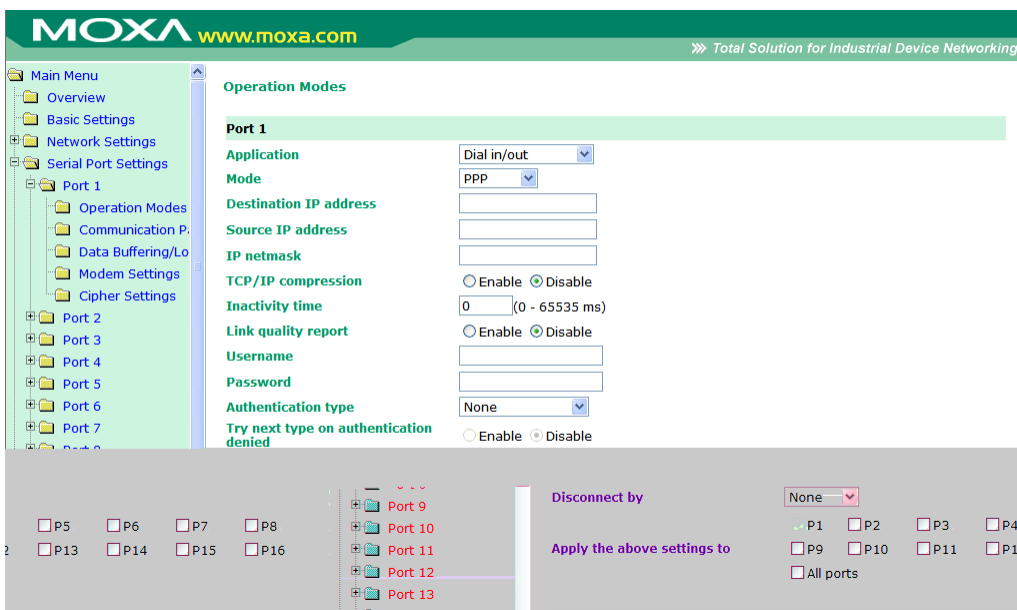 MOXA www.moxa.com
Total Solution for Industrial Device Networking
Main Menu
Overview
Basic Settings
Network Settings
Serial Port Settings
Port 1
Operation Modes
Communication
Data Buffering/Lo
Modem Settings
Cipher Settings
Port 2
Port 3
Port 4
Port 5
Port 6
Port 7
Operation Modes
Port 1
Application Dial in/out
Mode PPP
Destination IP address
Source IP address
IP netmask
TCP/IP compression Enable Disable
Inactivity time 0 (0 - 65535 ms)
Link quality report Enable Disable
Username
Password
Authentication type None
Try next type on authentication
denied Enable Disable
P5 P6 P7 P8
P13 P14 P15 P16
Port 9
Port 10
Port 11
Port 12
Port 13
Disconnect by None
P1 P2 P3 P4
Apply the above settings to P9 P10 P11
All ports